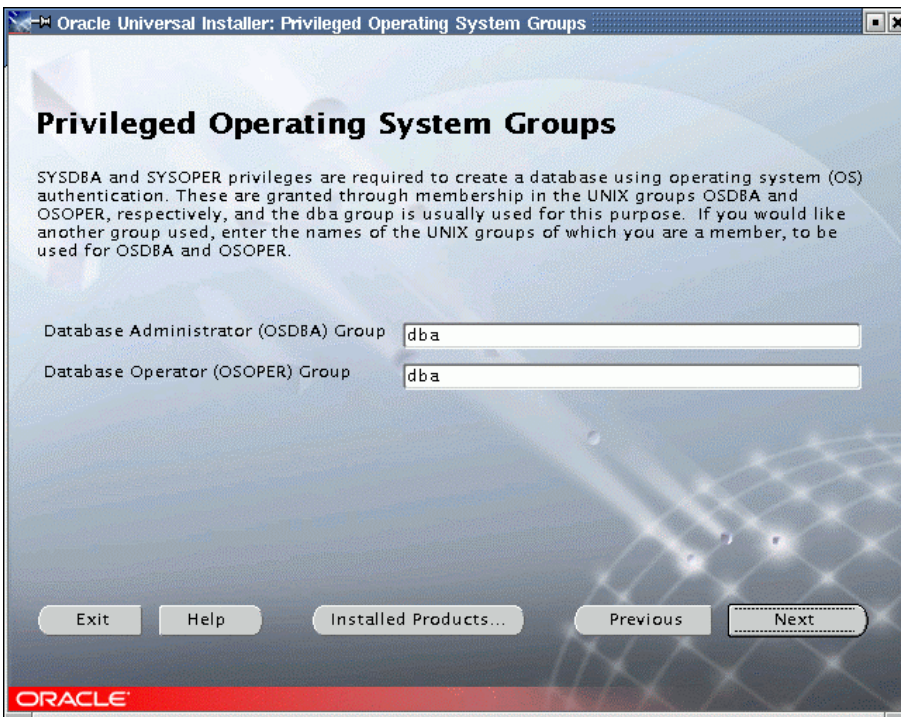 Oracle Universal Installer: Privileged Operating System Groups
Privileged Operating System Groups
SYSDBA and SYSOPER privileges are required to create a database using operating system (OS)
authentication. These are granted through membership in the UNIX groups OSDBA and
OSOPER, respectively, and the dba group is usually used for this purpose.  If you would like
another group used, enter the names of the UNIX groups of which you are a member, to be
used for OSDBA and OSOPER.
Database Administrator (OSDBA) Group dba
Database Operator (OSOPER) Group dba
Exit Help Installed Products... Previous Next
ORACLE